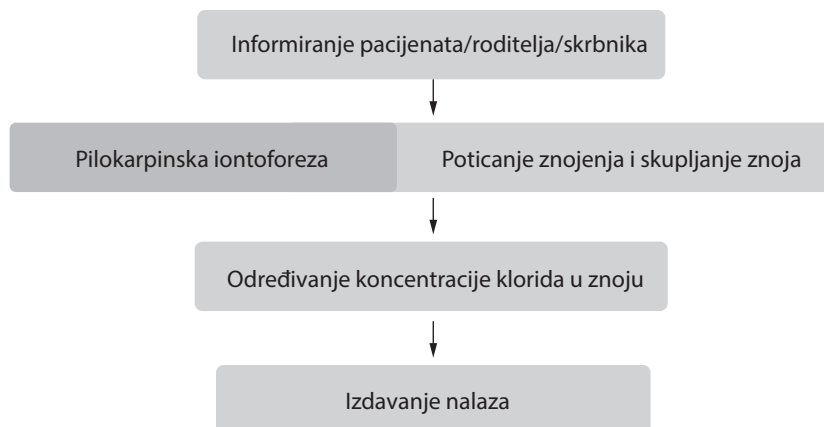 Informiranje pacijenata/roditelja/skrbnika
Pilokarpinska iontoforeza
Poticanje znojenja i skupljanje znoja
Određivanje koncentracije klorida u znoju
Izdavanje nalaza